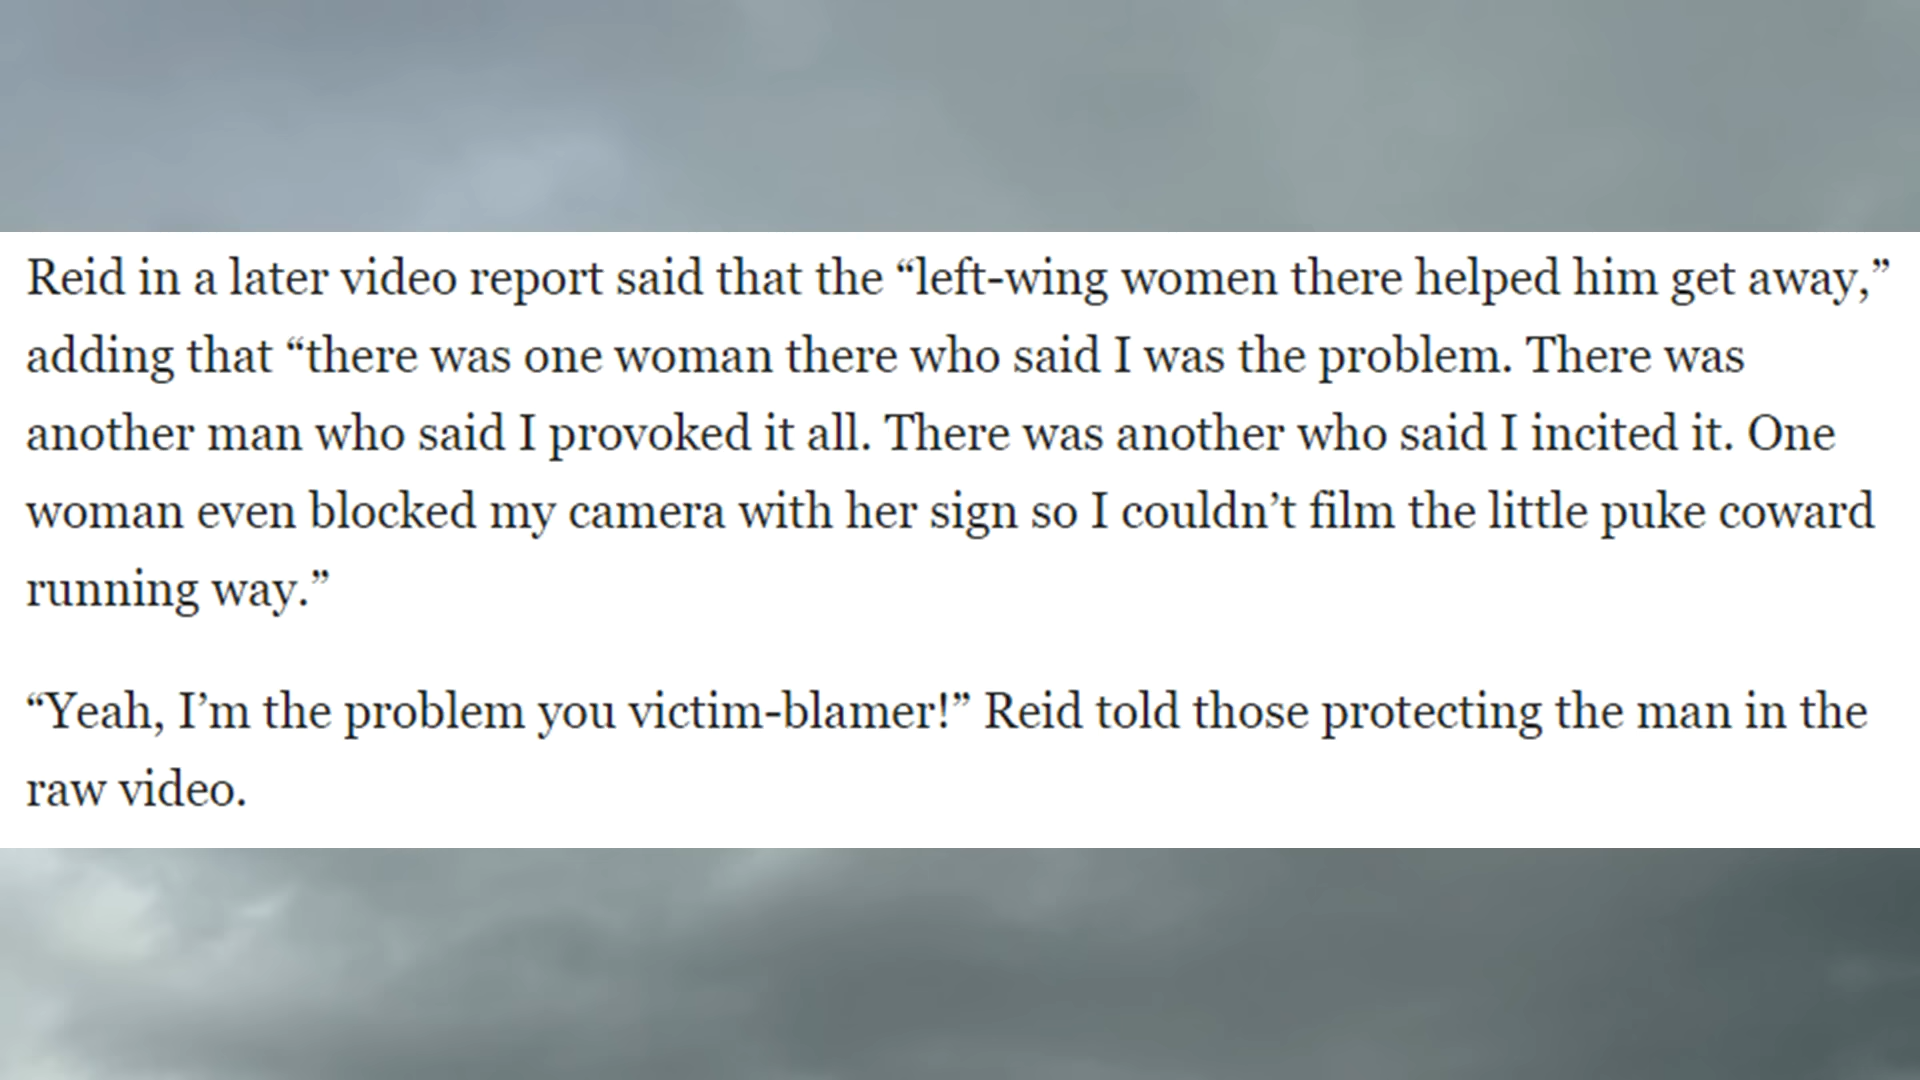 Reid in a later video report said that the “left-wing women there helped him get away,”
adding that “there was one woman there who said I was the problem. There was
another man who said I provoked it all. There was another who said I incited it. One
woman even blocked my camera with her sign so I couldn’t film the little puke coward
running way.”
“Yeah, I’m the problem you victim-blamer!” Reid told those protecting the man in the
raw video.